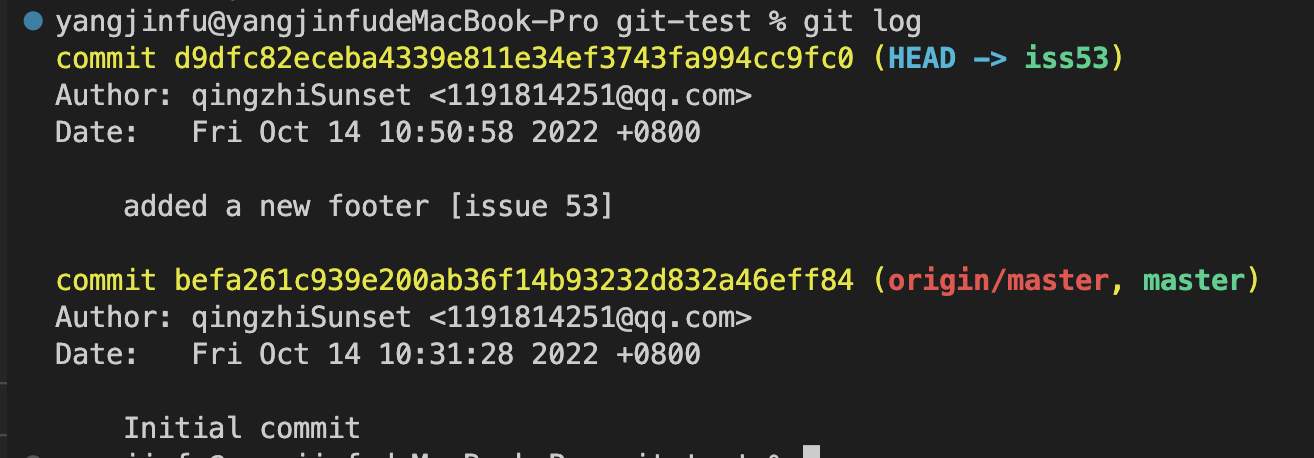 yangjinfu@yangjinfudeMacBook-Pro git-test % git log
commit d9dfc82eceba4339e811e34ef3743fa994cc9fc0 (HEAD -> iss53)
Author: qingzhiSunset <1191814251@qq.com>
Date:   Fri Oct 14 10:50:58 2022 +0800
added a new footer [issue 53]
commit befa261c939e200ab36f14b93232d832a46eff84 (origin/master, master)
Author: qingzhiSunset <1191814251@qq.com>
Date:   Fri Oct 14 10:31:28 2022 +0800
Initial commit